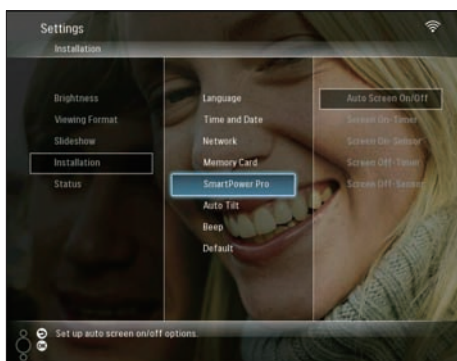 Settings
Installation
Brightness
Viewing Format
Slideshow
Installation
Status
Language
Time and Date
Network
Memory Card
SmartPower Pro
Auto Tilt
Beep
Default
Auto Screen On/Off
Screen On-Timer
Screen On-Sensor
Screen Off-Timer
Screen Off-Sensor
OK
Set up auto screen on/off options.